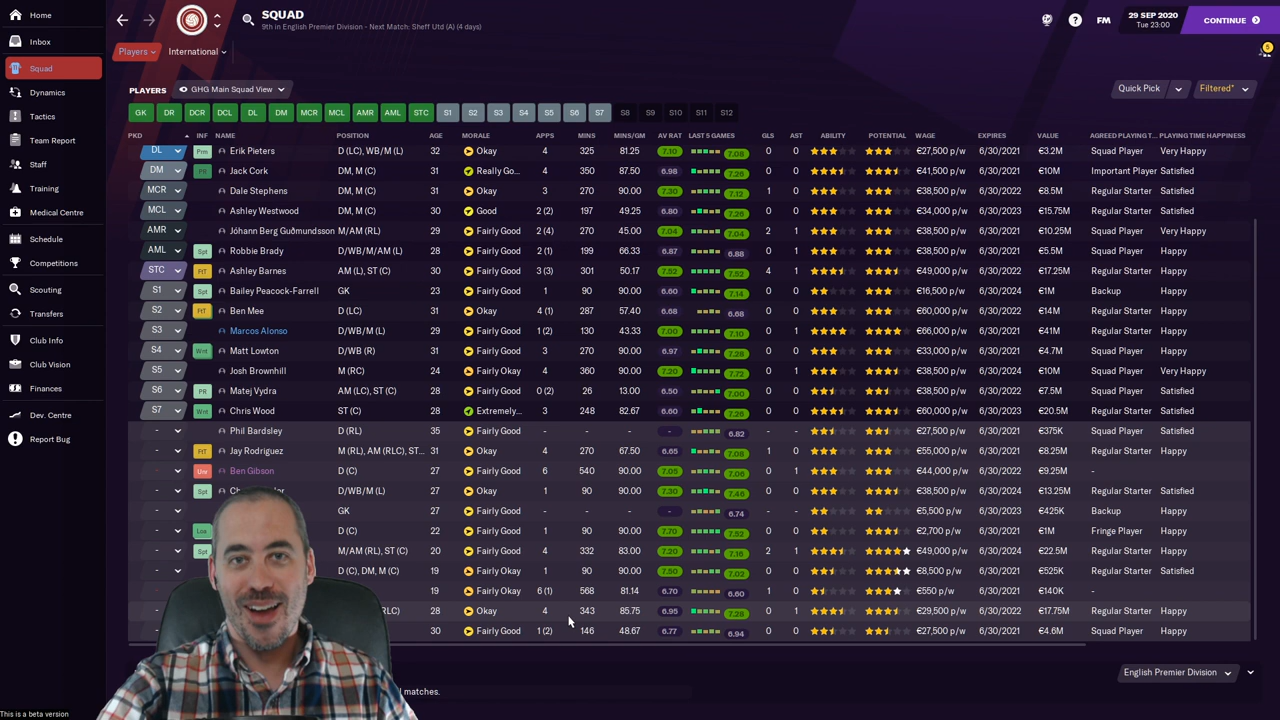 Home
SQUAD
9th in English Premier Division - Next Match: Sheff Utd (A) (4 days)
FM
29 SEP 2020
Tue 23:00
CONTINUE
Inbox
Squad
Dynamics
Tactics
Team Report
Staff
Training
Medical Centre
Schedule
Competitions
Scouting
Transfers
Club Info
Club Vision
Finances
Dev. Centre
Report Bug
This is a beta version
Players
International
PLAYERS
GHG Main Squad View
Quick Pick
Filtered*
GK DR DCR DCL DL DM MCR MCL AMR AML STC S1 S2 S3 S4 S5 S6 S7 S8 S9 S10 S11 S12
PKD INF NAME POSITION AGE MORALE APPS MINS MINS/GM AV RAT LAST 5 GAMES GLS AST ABILITY POTENTIAL WAGE EXPIRES VALUE AGREED PLAYING T... PLAYING TIME HAPPINESS
DL Prm Erik Pieters D (LC), WB/M (L) 32 Okay 4 325 81.25 7.10 7.08 0 0 €27,500 p/w 6/30/2021 €3.2M Squad Player Very Happy
DM PR Jack Cork DM, M (C) 31 Really Go... 4 350 87.50 6.98 7.26 0 0 €41,500 p/w 6/30/2021 €10M Important Player Satisfied
MCR Dale Stephens DM, M (C) 31 Okay 3 270 90.00 7.30 7.12 1 0 €38,500 p/w 6/30/2022 €8.5M Regular Starter Satisfied
MCL Ashley Westwood DM, M (C) 30 Good 2 (2) 197 49.25 6.80 7.26 0 0 €34,000 p/w 6/30/2023 €15.75M Regular Starter Satisfied
AMR Jóhann Berg Guðmundsson M/AM (RL) 29 Fairly Good 2 (4) 270 45.00 7.04 7.04 2 1 €38,500 p/w 6/30/2022 €10.25M Regular Starter Very Happy
AML Spt Robbie Brady D/WB/M/AM (L) 28 Fairly Good 2 (1) 199 66.33 6.87 6.88 0 0 €38,500 p/w 6/30/2021 €5.5M Regular Starter Happy
STC FIT Ashley Barnes AM (L), ST (C) 30 Fairly Good 3 (3) 301 50.17 7.52 7.52 4 1 €49,000 p/w 6/30/2022 €17.25M Regular Starter Happy
S1 Spt Bailey Peacock-Farrell GK 23 Fairly Good 1 90 90.00 6.60 7.14 0 0 €16,500 p/w 6/30/2024 €1M Backup Happy
S2 FIT Ben Mee D (LC) 31 Okay 4 (1) 287 57.40 6.68 6.68 0 0 €60,000 p/w 6/30/2022 €14M Regular Starter Happy
S3 Marcos Alonso D/WB/M (L) 29 Fairly Good 1 (2) 130 43.33 7.00 7.10 0 1 €66,000 p/w 6/30/2021 €41M Squad Player Happy
S4 Wnt Matt Lowton D/WB (R) 31 Fairly Good 3 270 90.00 6.97 7.28 0 0 €33,000 p/w 6/30/2021 €4.7M Squad Player Happy
S5 Josh Brownhill M (RC) 24 Fairly Good 4 360 90.00 7.20 7.72 0 1 €38,500 p/w 6/30/2024 €10M Squad Player Very Happy
S6 PR Matej Vydra AM (LC), ST (C) 28 Fairly Good 0 (2) 26 13.00 6.50 7.00 0 0 €38,500 p/w 6/30/2022 €7.5M Squad Player Satisfied
S7 Wnt Chris Wood ST (C) 28 Extremely... 3 248 82.67 6.60 7.26 0 0 €60,000 p/w 6/30/2023 €20.5M Regular Starter Satisfied
- Phil Bardsley D (RL) 35 Fairly Good - - - - 6.82 - - €27,500 p/w 6/30/2021 €375K Squad Player Satisfied
- FIT Jay Rodriguez M (RL), AM (RLC), ST... 31 Okay 4 270 67.50 6.65 7.08 1 0 €55,000 p/w 6/30/2021 €8.25M Regular Starter Happy
- Unr Ben Gibson D (C) 27 Fairly Good 6 540 90.00 7.05 7.06 0 1 €44,000 p/w 6/30/2022 €9.25M -
- Spt D/WB/M (L) 27 Okay 1 90 90.00 7.30 7.46 0 0 €38,500 p/w 6/30/2024 €13.25M Regular Starter Satisfied
- GK 27 Fairly Good - - - - 6.74 - - €5,500 p/w 6/30/2023 €425K Backup Happy
- Loa D (C) 22 Fairly Good 1 90 90.00 7.70 7.52 0 0 €2,700 p/w 6/30/2021 €1M Fringe Player Happy
- Spt M/AM (RL), ST (C) 20 Fairly Good 4 332 83.00 7.20 7.16 2 1 €49,000 p/w 6/30/2024 €22.5M Regular Starter Happy
- D (C), DM, M (C) 19 Fairly Okay 1 90 90.00 7.50 7.02 0 0 €8,500 p/w 6/30/2021 €525K Regular Starter Satisfied
- 19 Fairly Okay 6 (1) 568 81.14 6.70 6.60 1 0 €550 p/w 6/30/2021 €140K -
- RLC) 28 Okay 4 343 85.75 6.95 7.28 0 1 €29,500 p/w 6/30/2021 €17.75M Regular Starter Happy
- 30 Fairly Good 1 (2) 146 48.67 6.77 6.94 0 0 €27,500 p/w 6/30/2021 €4.6M Squad Player Happy
English Premier Division
matches.